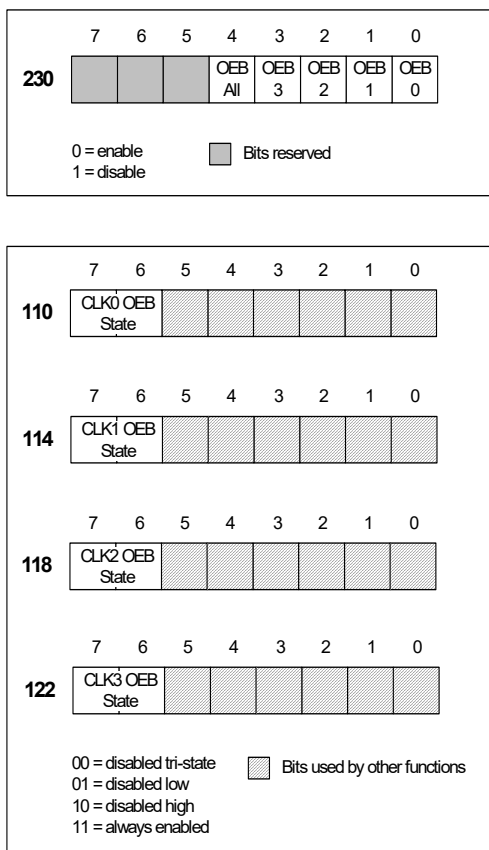 7 6 5 4 3 2 1 0
230
OEB All OEB 3 OEB 2 OEB 1 OEB 0
0 = enable
1 = disable
Bits reserved
7 6 5 4 3 2 1 0
110
CLK0 OEB
State
7 6 5 4 3 2 1 0
114
CLK1 OEB
State
7 6 5 4 3 2 1 0
118
CLK2 OEB
State
7 6 5 4 3 2 1 0
122
CLK3 OEB
State
00 = disabled tri-state
01 = disabled low
10 = disabled high
11 = always enabled
Bits used by other functions